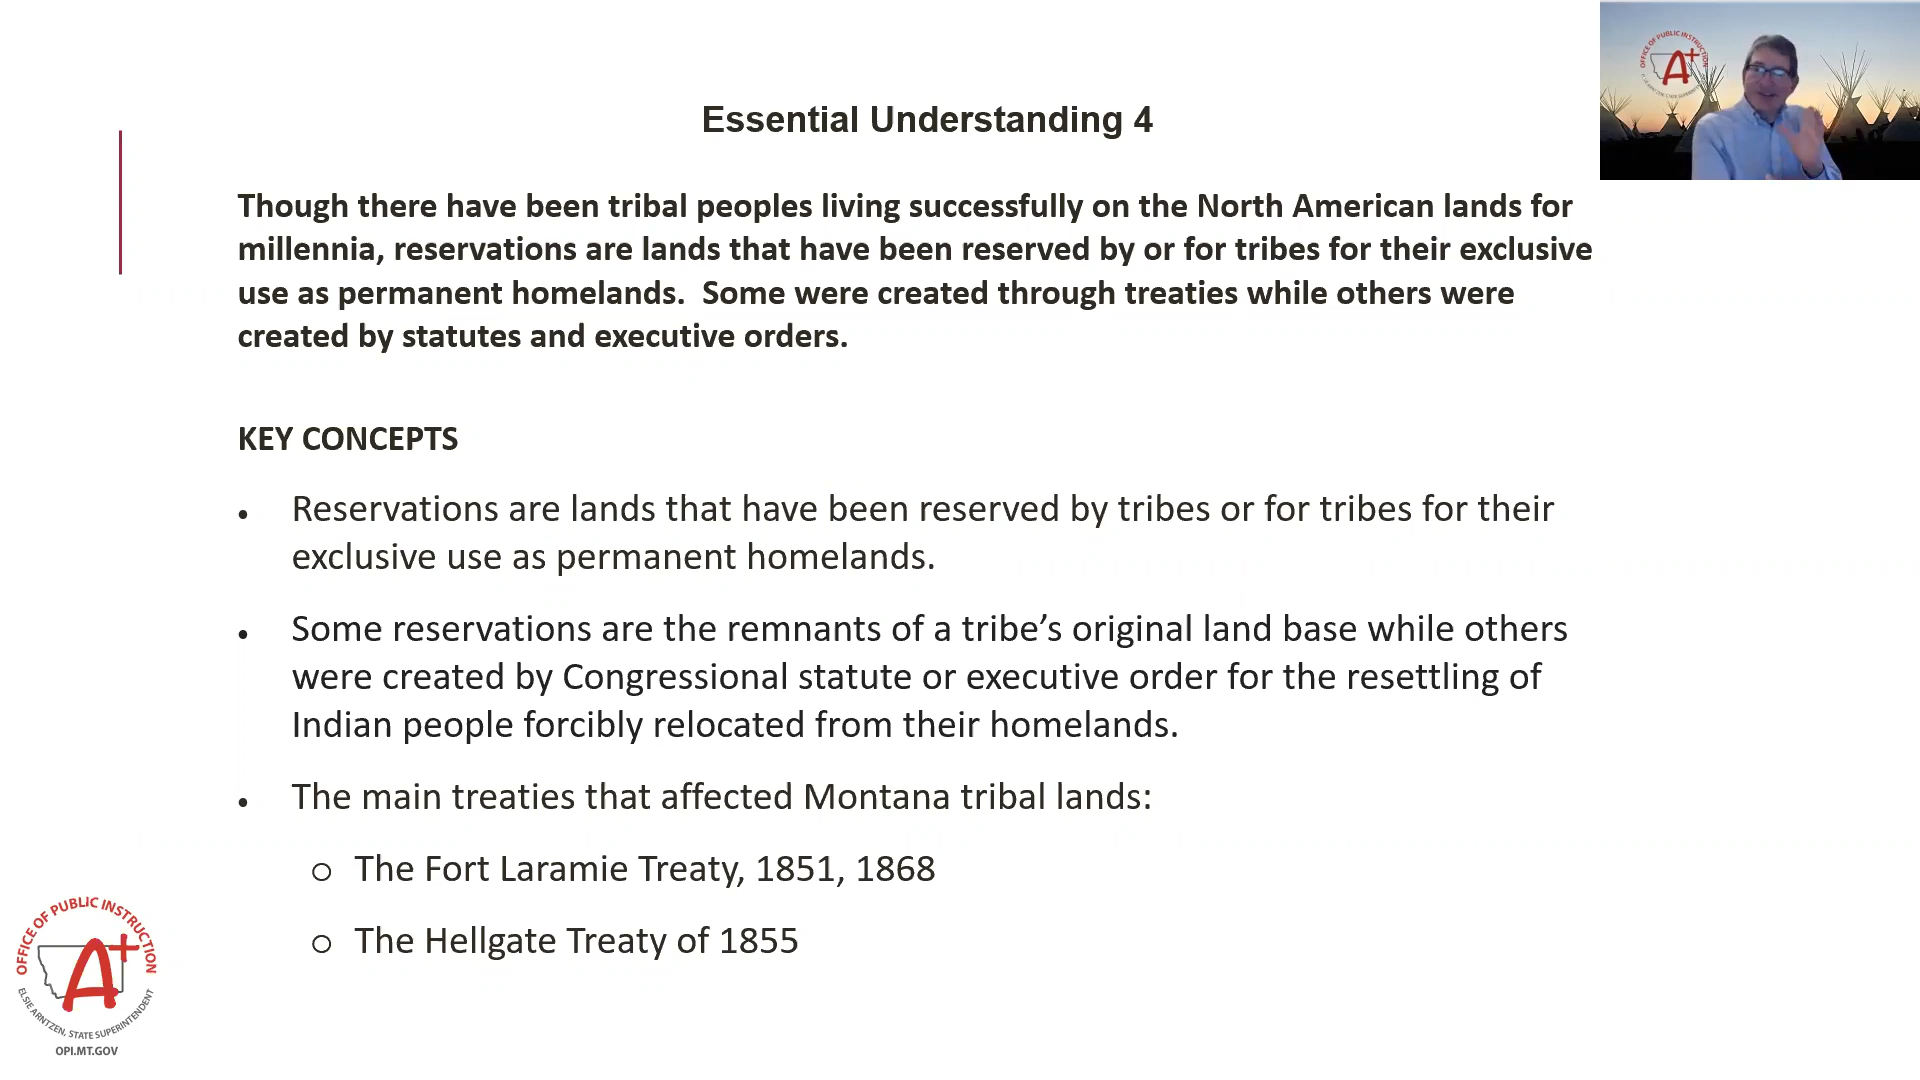 Essential Understanding 4
Though there have been tribal peoples living successfully on the North American lands for
millennia, reservations are lands that have been reserved by or for tribes for their exclusive
use as permanent homelands.  Some were created through treaties while others were
created by statutes and executive orders.
KEY CONCEPTS
• Reservations are lands that have been reserved by tribes or for tribes for their
exclusive use as permanent homelands.
• Some reservations are the remnants of a tribe’s original land base while others
were created by Congressional statute or executive order for the resettling of
Indian people forcibly relocated from their homelands.
• The main treaties that affected Montana tribal lands:
o The Fort Laramie Treaty, 1851, 1868
o The Hellgate Treaty of 1855
OFFICE OF PUBLIC INSTRUCTION
A+
ELSIE ARNTZEN, STATE SUPERINTENDENT
OPI.MT.GOV
OFFICE OF PUBLIC INSTRUCTION
A+